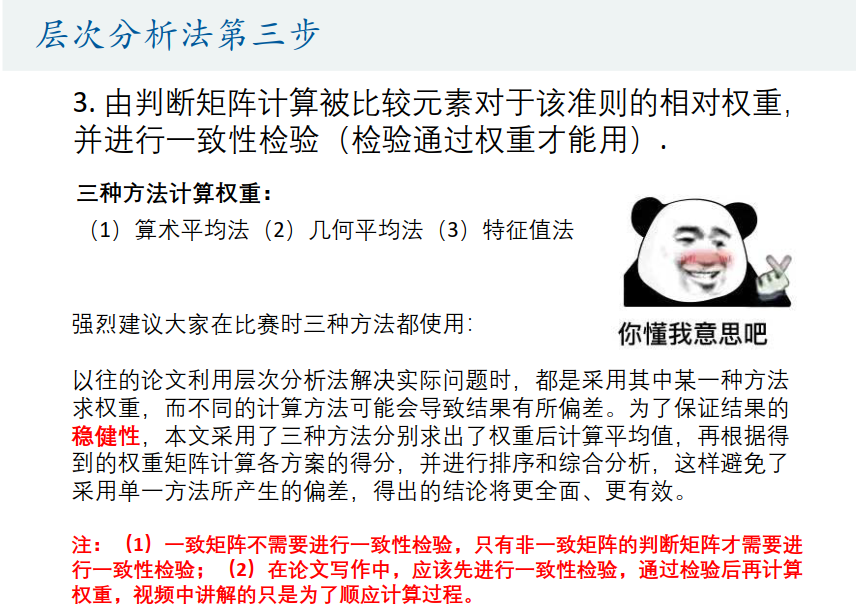 层次分析法第三步
3. 由判断矩阵计算被比较元素对于该准则的相对权重,
并进行一致性检验（检验通过权重才能用）.
三种方法计算权重：
（1）算术平均法（2）几何平均法（3）特征值法
强烈建议大家在比赛时三种方法都使用：
你懂我意思吧
以往的论文利用层次分析法解决实际问题时，都是采用其中某一种方法
求权重，而不同的计算方法可能会导致结果有所偏差。为了保证结果的
稳健性，本文采用了三种方法分别求出了权重后计算平均值，再根据得
到的权重矩阵计算各方案的得分，并进行排序和综合分析，这样避免了
采用单一方法所产生的偏差，得出的结论将更全面、更有效。
注：（1）一致矩阵不需要进行一致性检验，只有非一致矩阵的判断矩阵才需要进
行一致性检验；（2）在论文写作中，应该先进行一致性检验，通过检验后再计算
权重，视频中讲解的只是为了顺应计算过程。